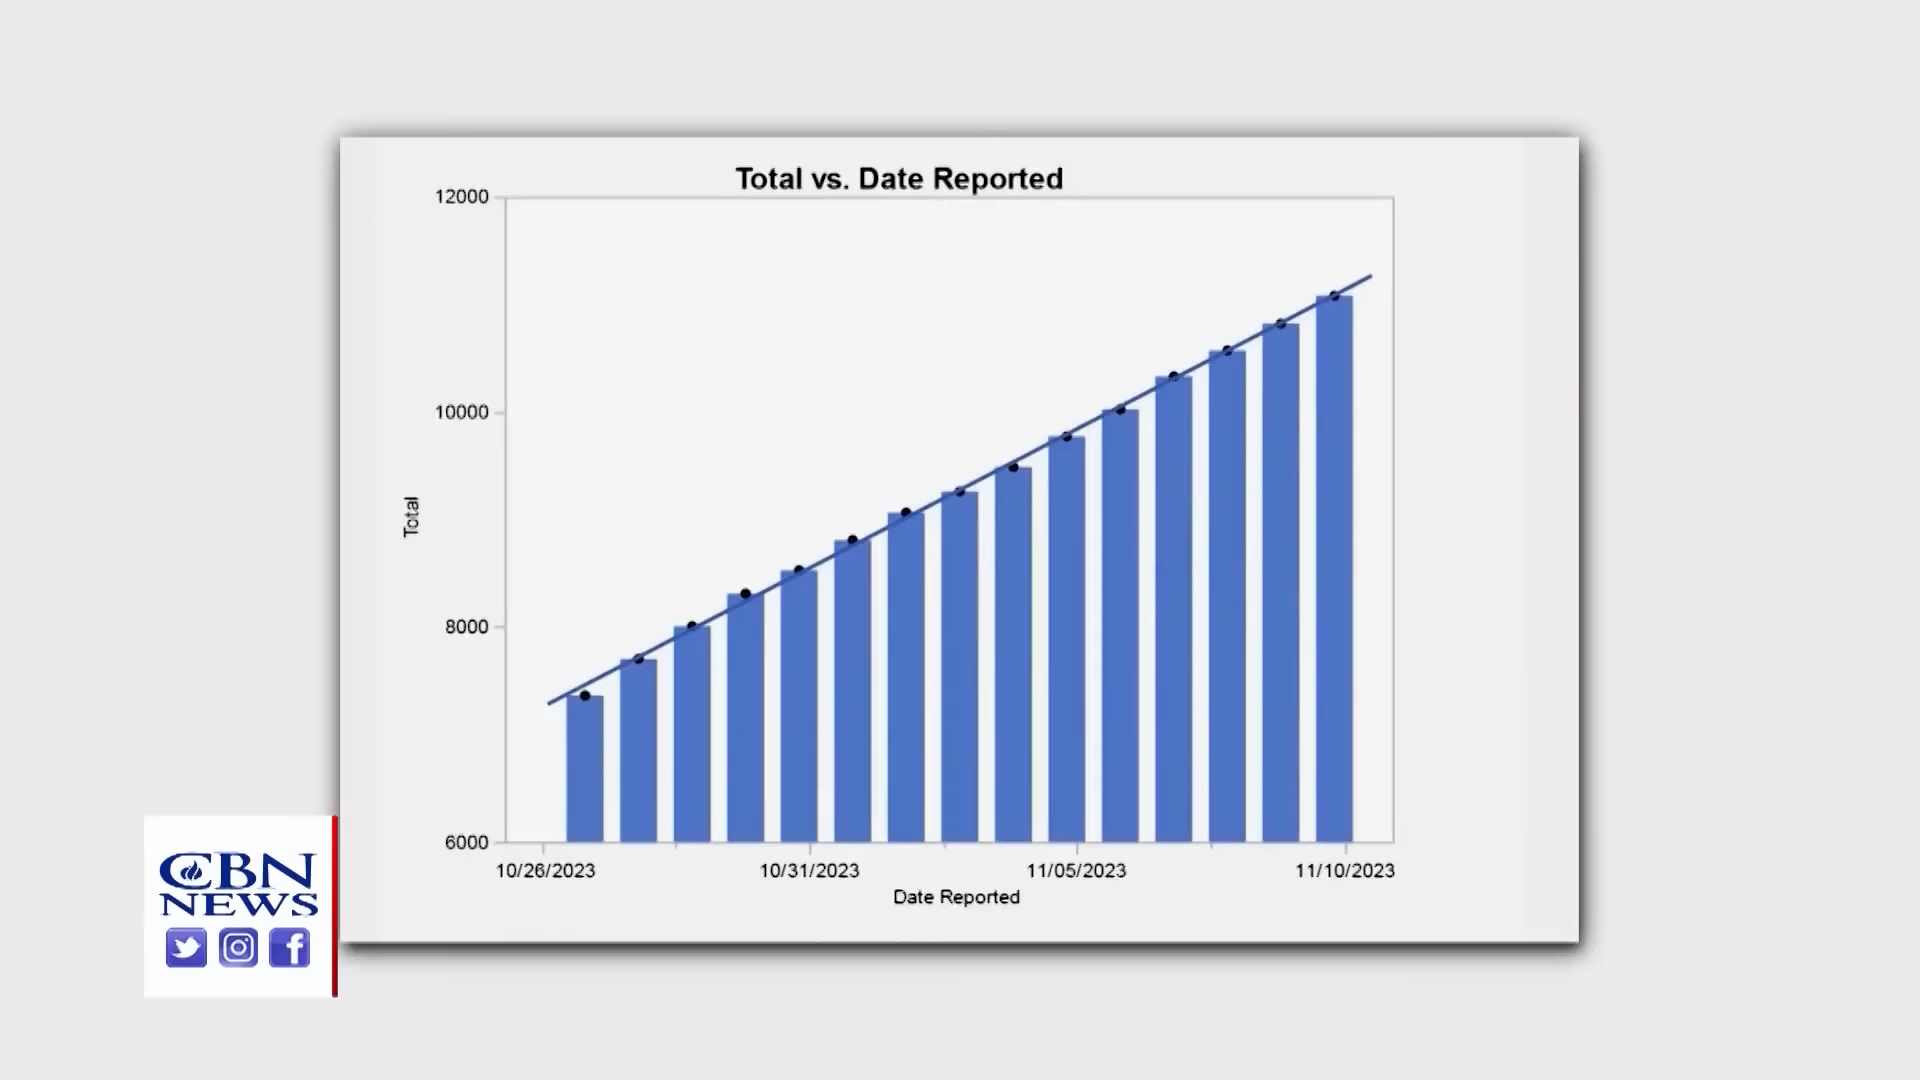 Total vs. Date Reported
12000
10000
8000
6000
Total
10/26/2023
10/31/2023
11/05/2023
11/10/2023
Date Reported
CBN
NEWS